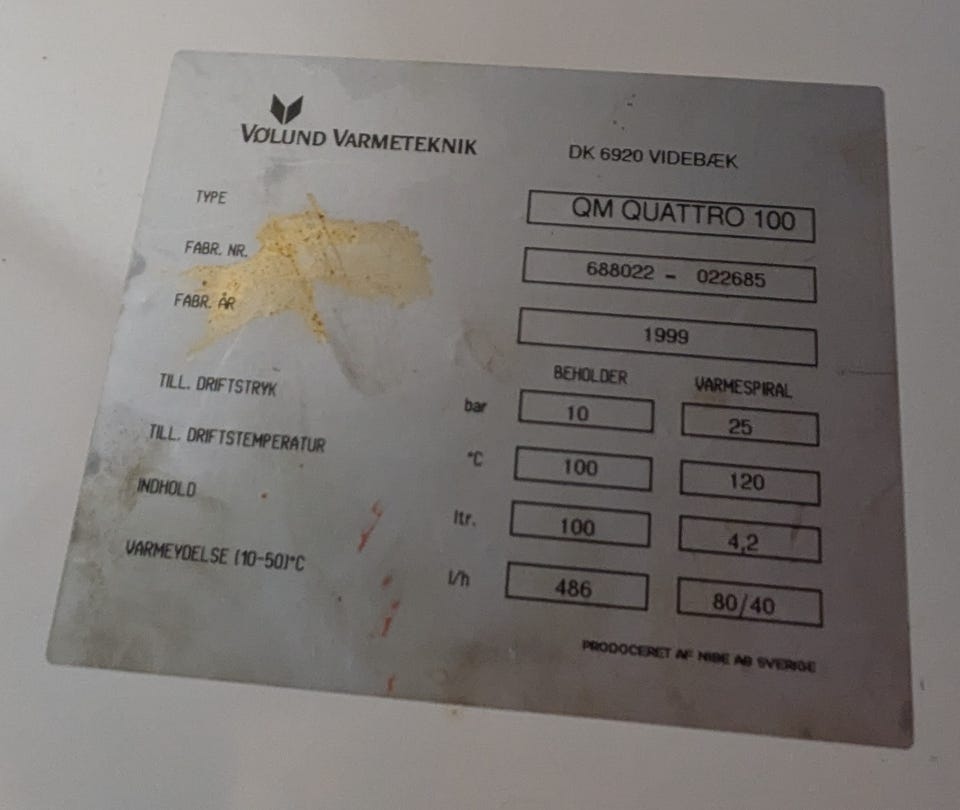 VØLUND VARMETEKNIK
DK 6920 VIDEBÆK
TYPE QM QUATTRO 100
FABR. NR. 688022 - 022685
FABR. ÅR 1999
BEHOLDER VARMESPIRAL
TILL. DRIFTSTRYK bar 10 25
TILL. DRIFTSTEMPERATUR °C 100 120
INDHOLD ltr. 100 4,2
VARMEYDELSE (10-50)°C l/h 486 80/40
PRODOCERET AF NIBE AB SVERIGE